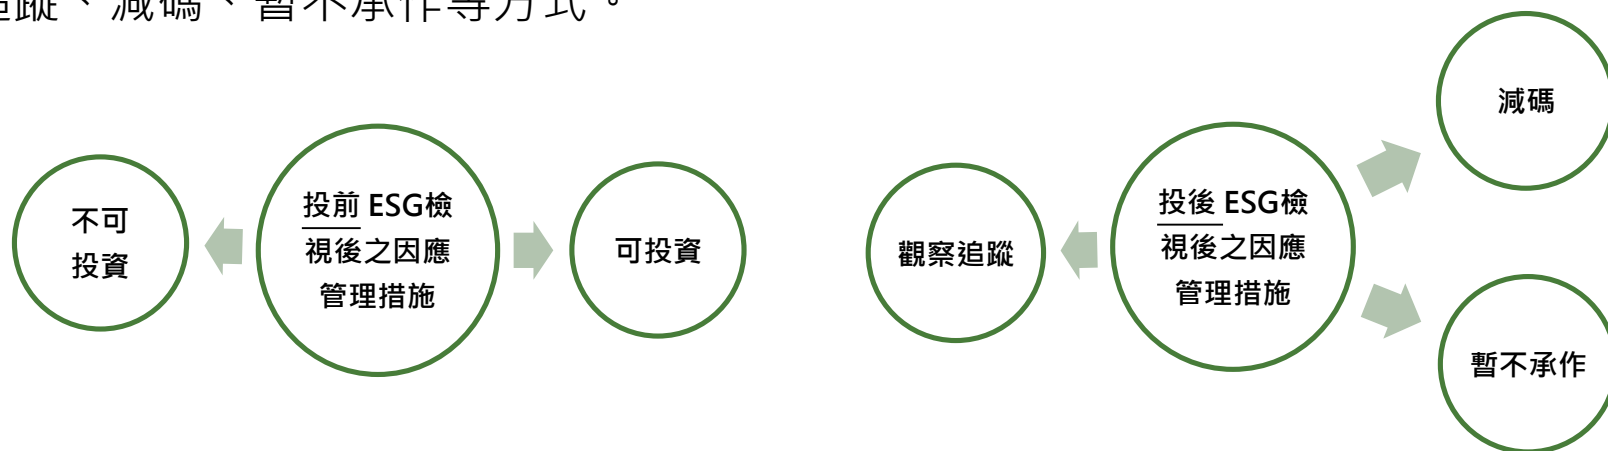 追蹤、減碼、暫不承作等方式。
不可
投資
投前 ESG檢
視後之因應
管理措施
可投資
觀察追蹤
投後 ESG檢
視後之因應
管理措施
減碼
暫不承作